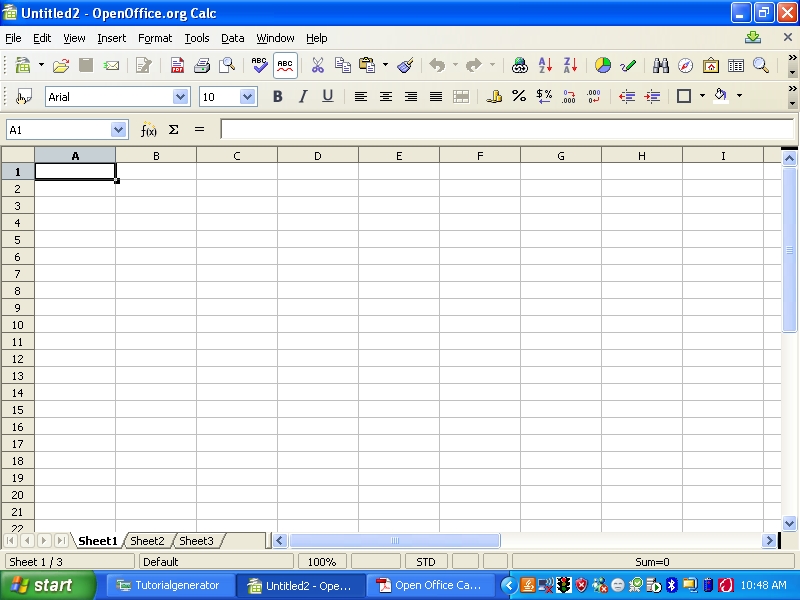 Untitled2 - OpenOffice.org Calc
File Edit View Insert Format Tools Data Window Help
ABC ABC
Arial 10 B I U
A1 f(x) Σ =
A B C D E F G H I
1
2
3
4
5
6
7
8
9
10
11
12
13
14
15
16
17
18
19
20
21
22
Sheet1 Sheet2 Sheet3
Sheet 1 / 3 Default 100% STD Sum=0
start Tutorialgenerator Untitled2 - Ope... Open Office Ca... 10:48 AM